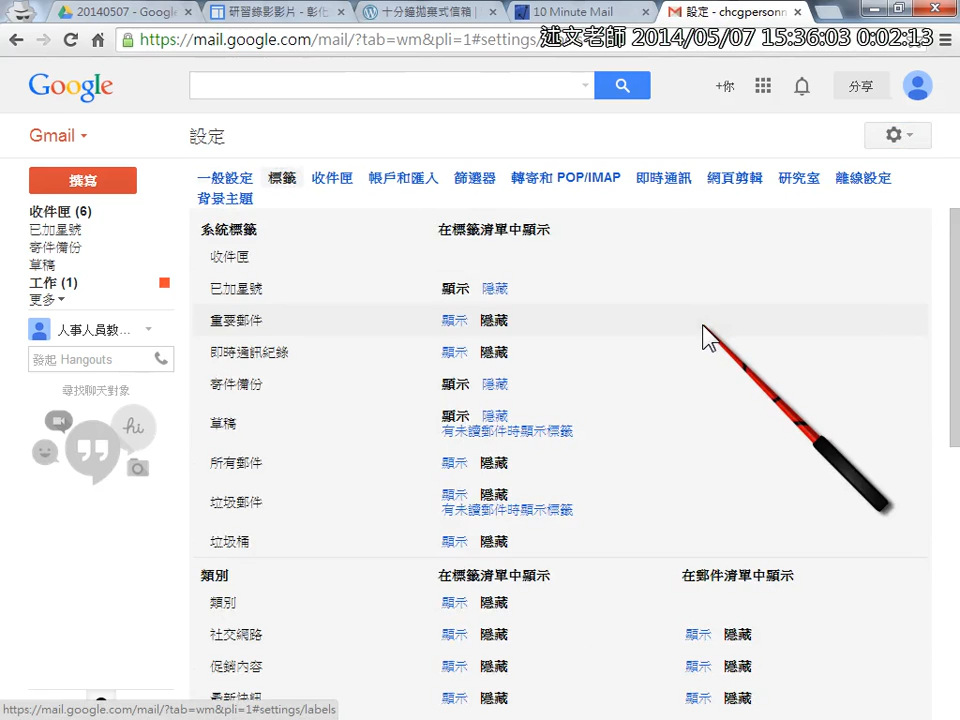 20140507 - Goog
研習錄影影片 - 彰化
十分鐘拋棄式信箱 |
10 Minute Mail
設定 - chcgpersonn
https://mail.google.com/mail/?tab=wm&pli=1#settings/
述文老師 2014/05/07 15:36:03 0:02:13
Google
+你
分享
Gmail
設定
撰寫
收件匣 (6)
已加星號
寄件備份
草稿
工作 (1)
更多
人事人員教...
發起 Hangouts
尋找聊天對象
hi
一般設定 標籤 收件匣 帳戶和匯入 篩選器 轉寄和 POP/IMAP 即時通訊 網頁剪輯 研究室 離線設定
背景主題
系統標籤 在標籤清單中顯示
收件匣
已加星號 顯示 隱藏
重要郵件 顯示 隱藏
即時通訊紀錄 顯示 隱藏
寄件備份 顯示 隱藏
草稿 顯示 隱藏
有未讀郵件時顯示標籤
所有郵件 顯示 隱藏
垃圾郵件 顯示 隱藏
有未讀郵件時顯示標籤
垃圾桶 顯示 隱藏
類別 在標籤清單中顯示 在郵件清單中顯示
類別 顯示 隱藏
社交網路 顯示 隱藏 顯示 隱藏
促銷內容 顯示 隱藏 顯示 隱藏
最新快訊 顯示 隱藏 顯示 隱藏
https://mail.google.com/mail/?tab=wm&pli=1#settings/labels